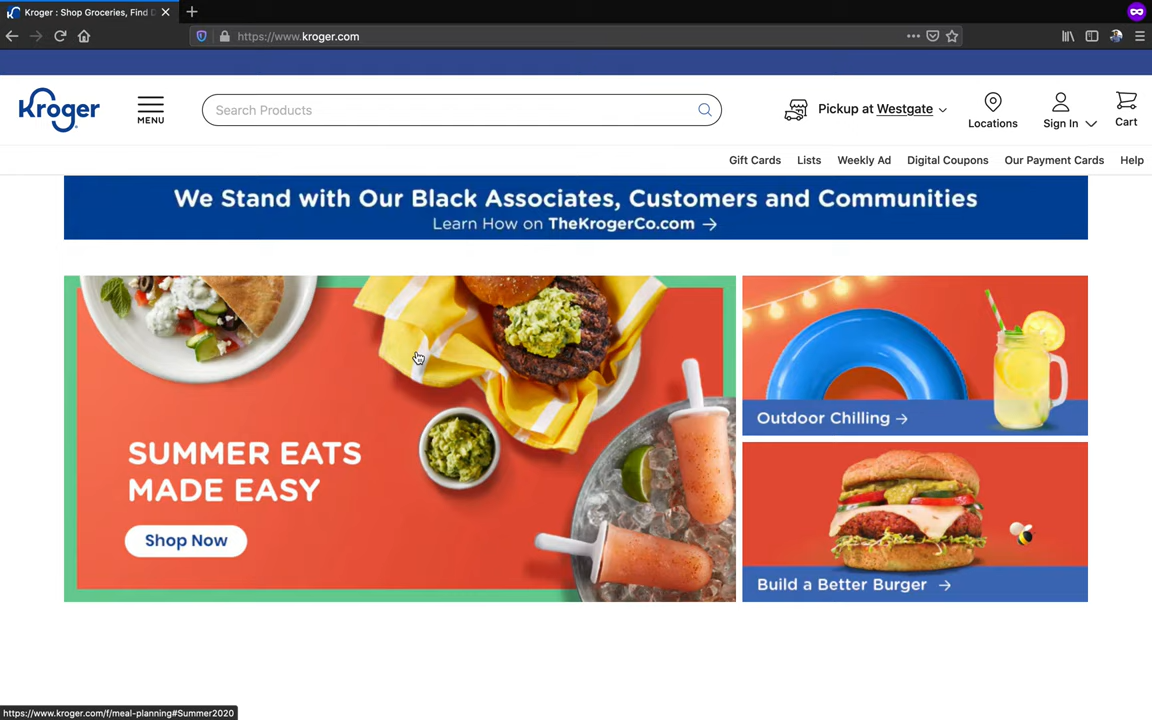 Kroger : Shop Groceries, Find D
https://www.kroger.com
Kroger
MENU
Search Products
Pickup at Westgate
Locations
Sign In
Cart
Gift Cards
Lists
Weekly Ad
Digital Coupons
Our Payment Cards
Help
We Stand with Our Black Associates, Customers and Communities
Learn How on TheKrogerCo.com →
SUMMER EATS
MADE EASY
Shop Now
Outdoor Chilling →
Build a Better Burger →
https://www.kroger.com/f/meal-planning#Summer2020